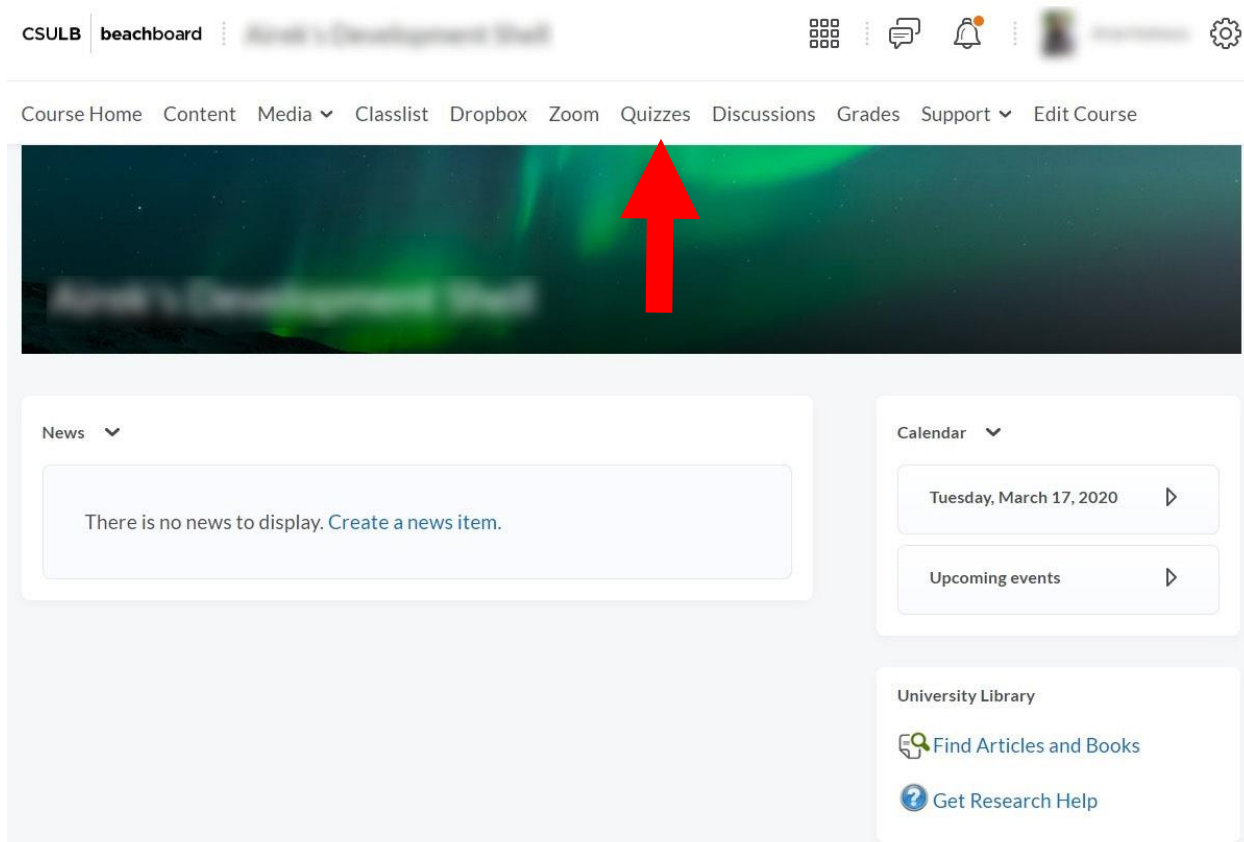 CSULB beachboard
Course Home Content Media Classlist Dropbox Zoom Quizzes Discussions Grades Support Edit Course
News
There is no news to display. Create a news item.
Calendar
Tuesday, March 17, 2020
Upcoming events
University Library
Find Articles and Books
Get Research Help